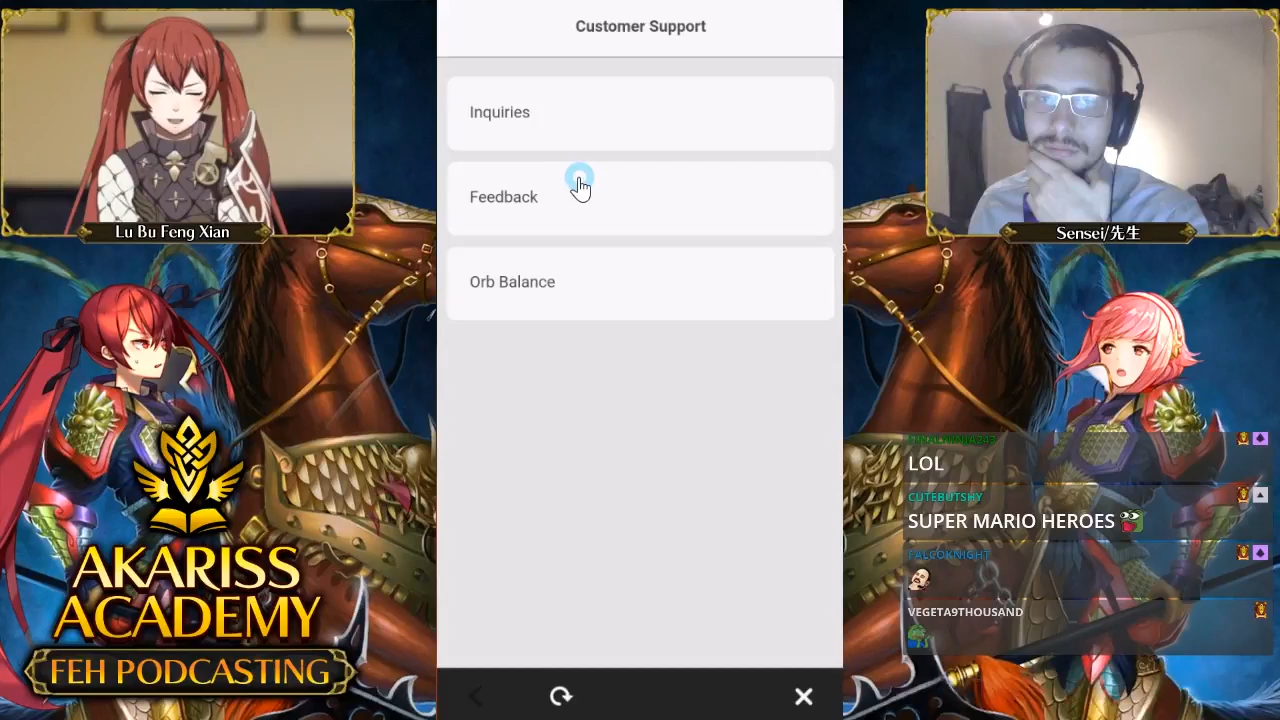 Customer Support
Inquiries
Feedback
Orb Balance
Lu Bu Feng Xian
Sensei/先生
AKARISS
ACADEMY
FEH PODCASTING
LOL
CUTEBUTSHY
SUPER MARIO HEROES
FALCOKNIGHT
VEGETA9THOUSAND